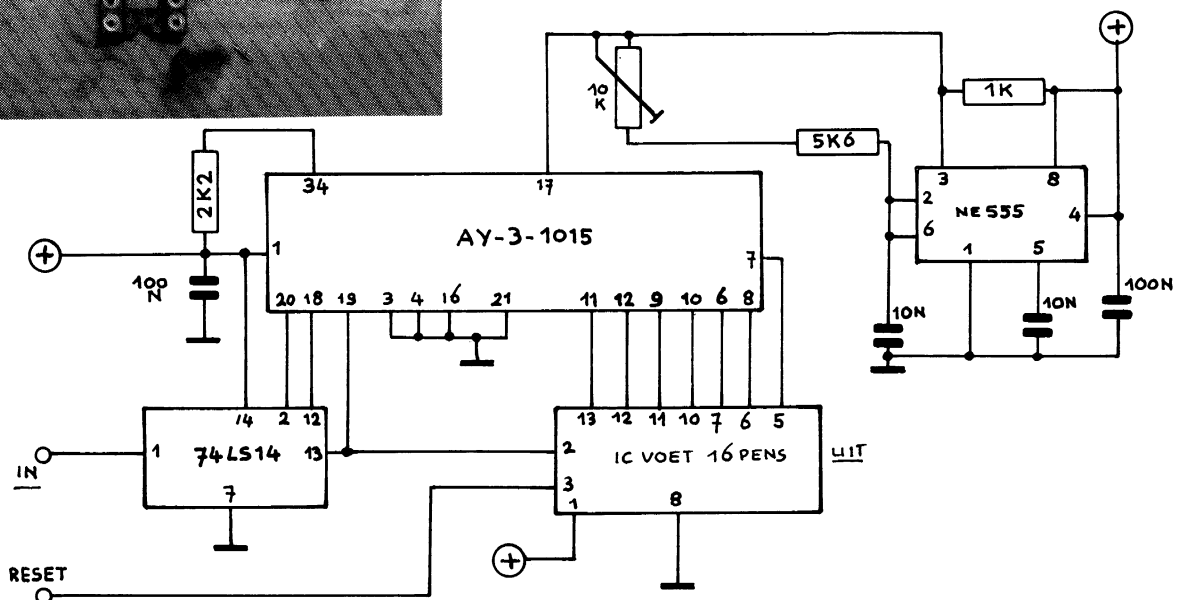 10
K
1K
5K6
2K2
34
17
3
8
AY-3-1015
NE555
2
6
4
1
5
1
7
100
N
20 18 19 3 4 16 21 11 12 9 10 6 8
10N
10N
100N
14 2 12
13 12 11 10 7 6 5
IN
1
74LS14
13
7
2
IC VOET 16 PENS
UIT
3
1
8
RESET
+
+
+